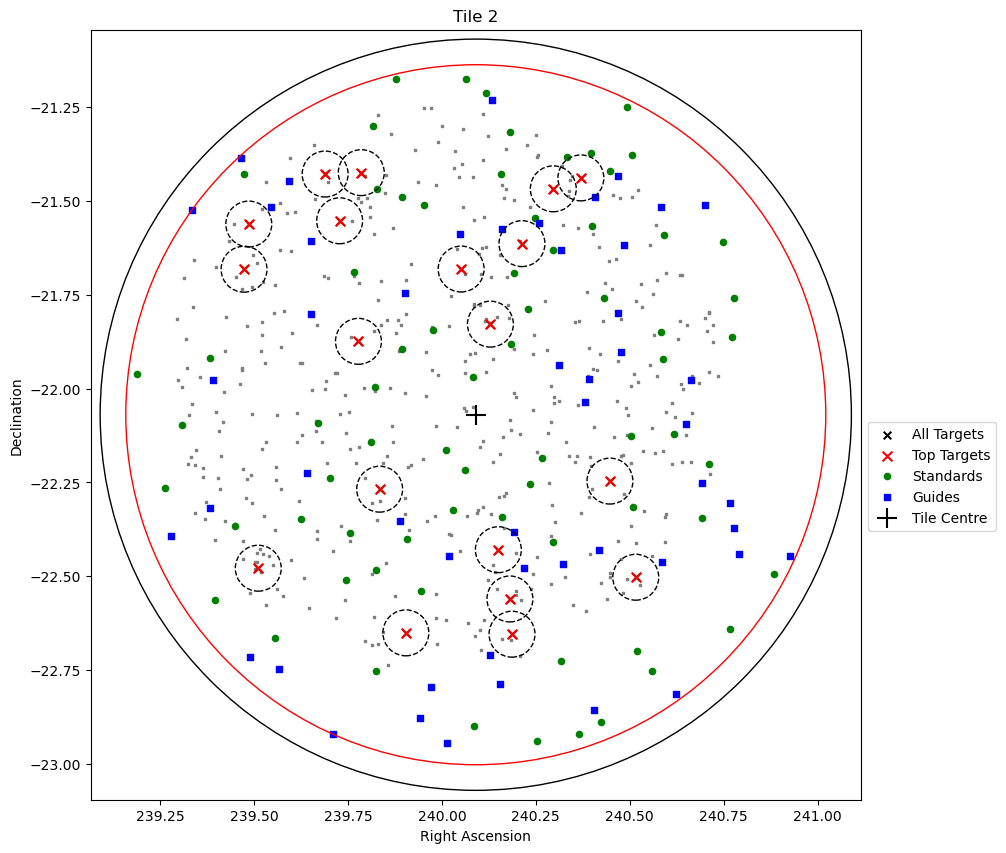 Tile 2
Declination
−21.25
−21.50
−21.75
−22.00
−22.25
−22.50
−22.75
−23.00
239.25 239.50 239.75 240.00 240.25 240.50 240.75 241.00
Right Ascension
All Targets
Top Targets
Standards
Guides
Tile Centre